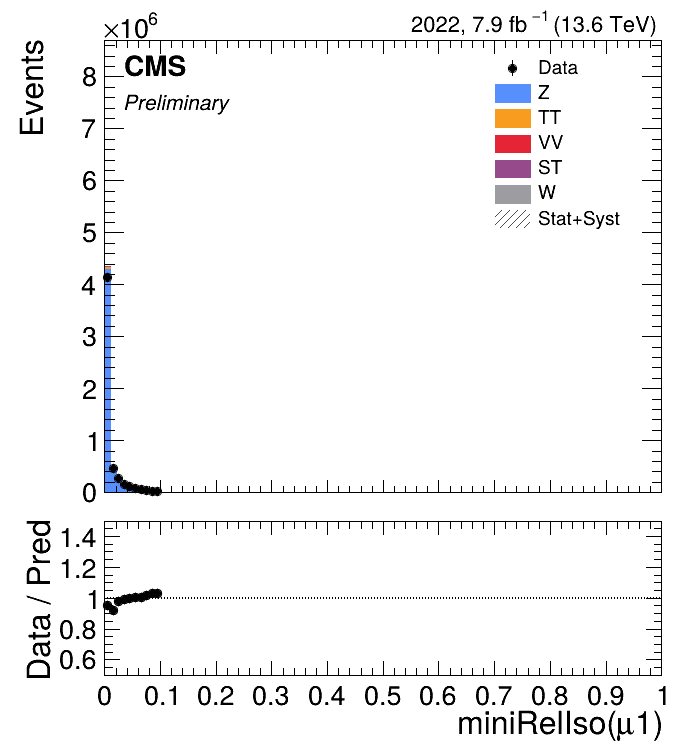 ×10⁶
2022, 7.9 fb⁻¹ (13.6 TeV)
Events
CMS
Preliminary
Data
Z
TT
VV
ST
W
Stat+Syst
8
7
6
5
4
3
2
1
0
Data / Pred
1.4
1.2
1
0.8
0.6
0 0.1 0.2 0.3 0.4 0.5 0.6 0.7 0.8 0.9 1
miniRelIso(μ1)